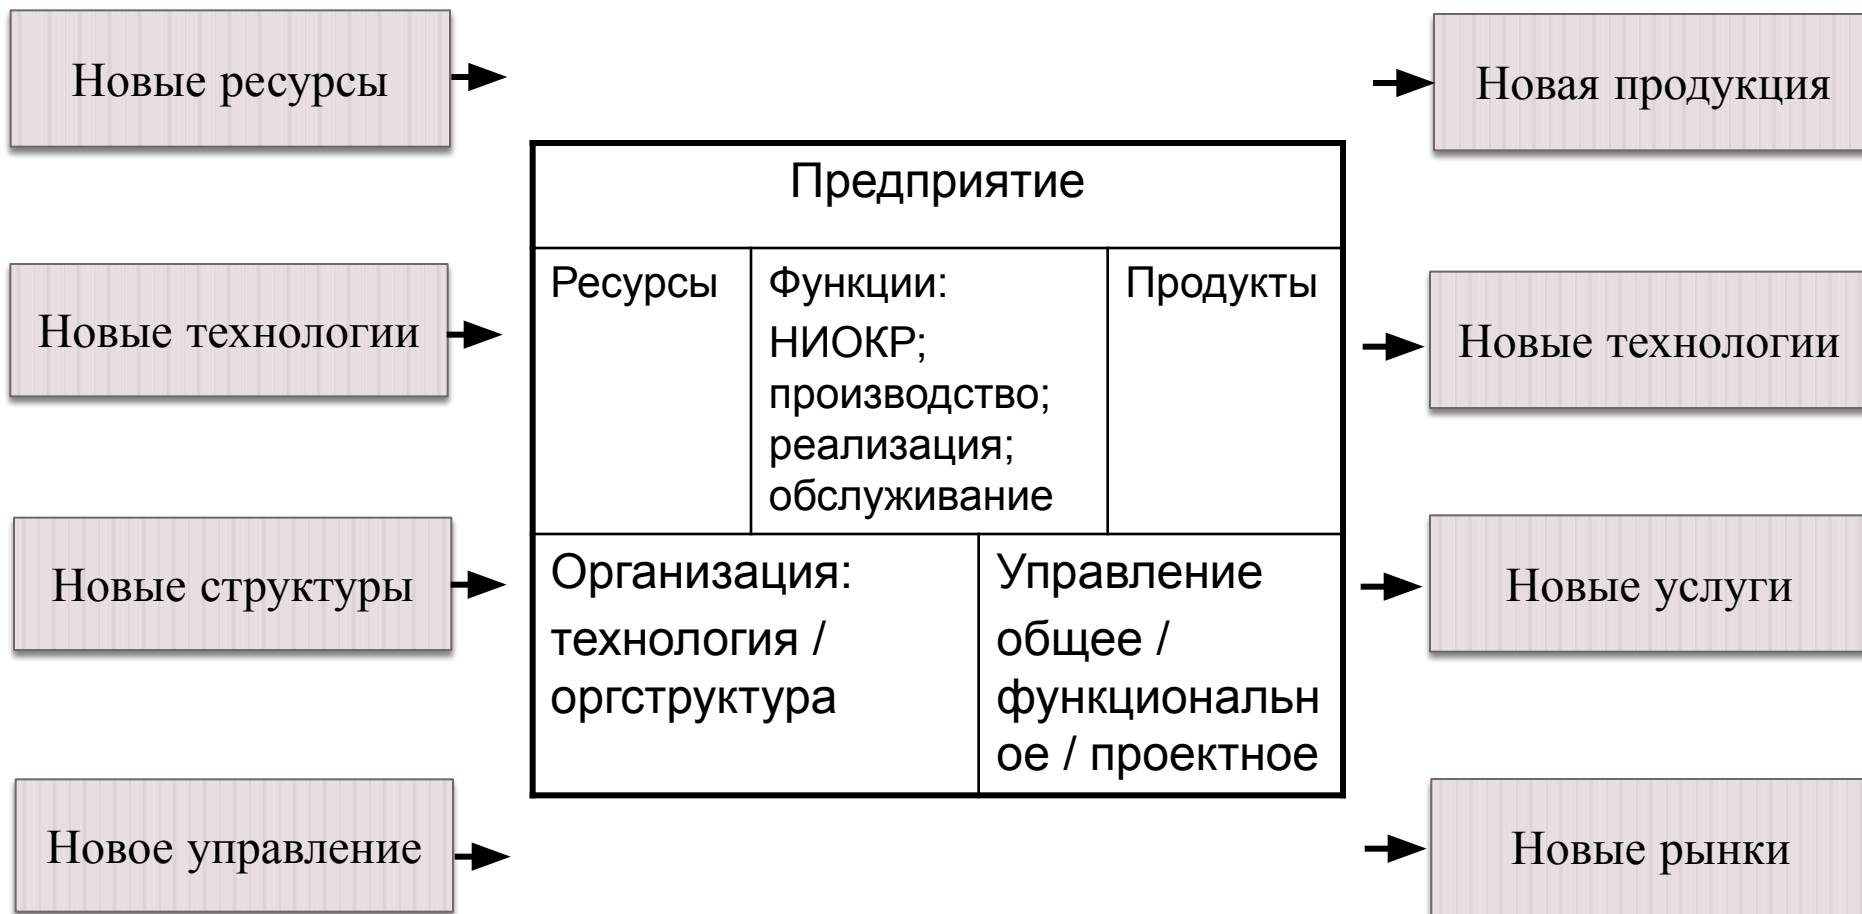 Новые ресурсы
Новые технологии
Новые структуры
Новое управление
Предприятие
Ресурсы
Функции:
НИОКР;
производство;
реализация;
обслуживание
Продукты
Организация:
технология /
оргструктура
Управление
общее /
функциональн
ое / проектное
Новая продукция
Новые технологии
Новые услуги
Новые рынки